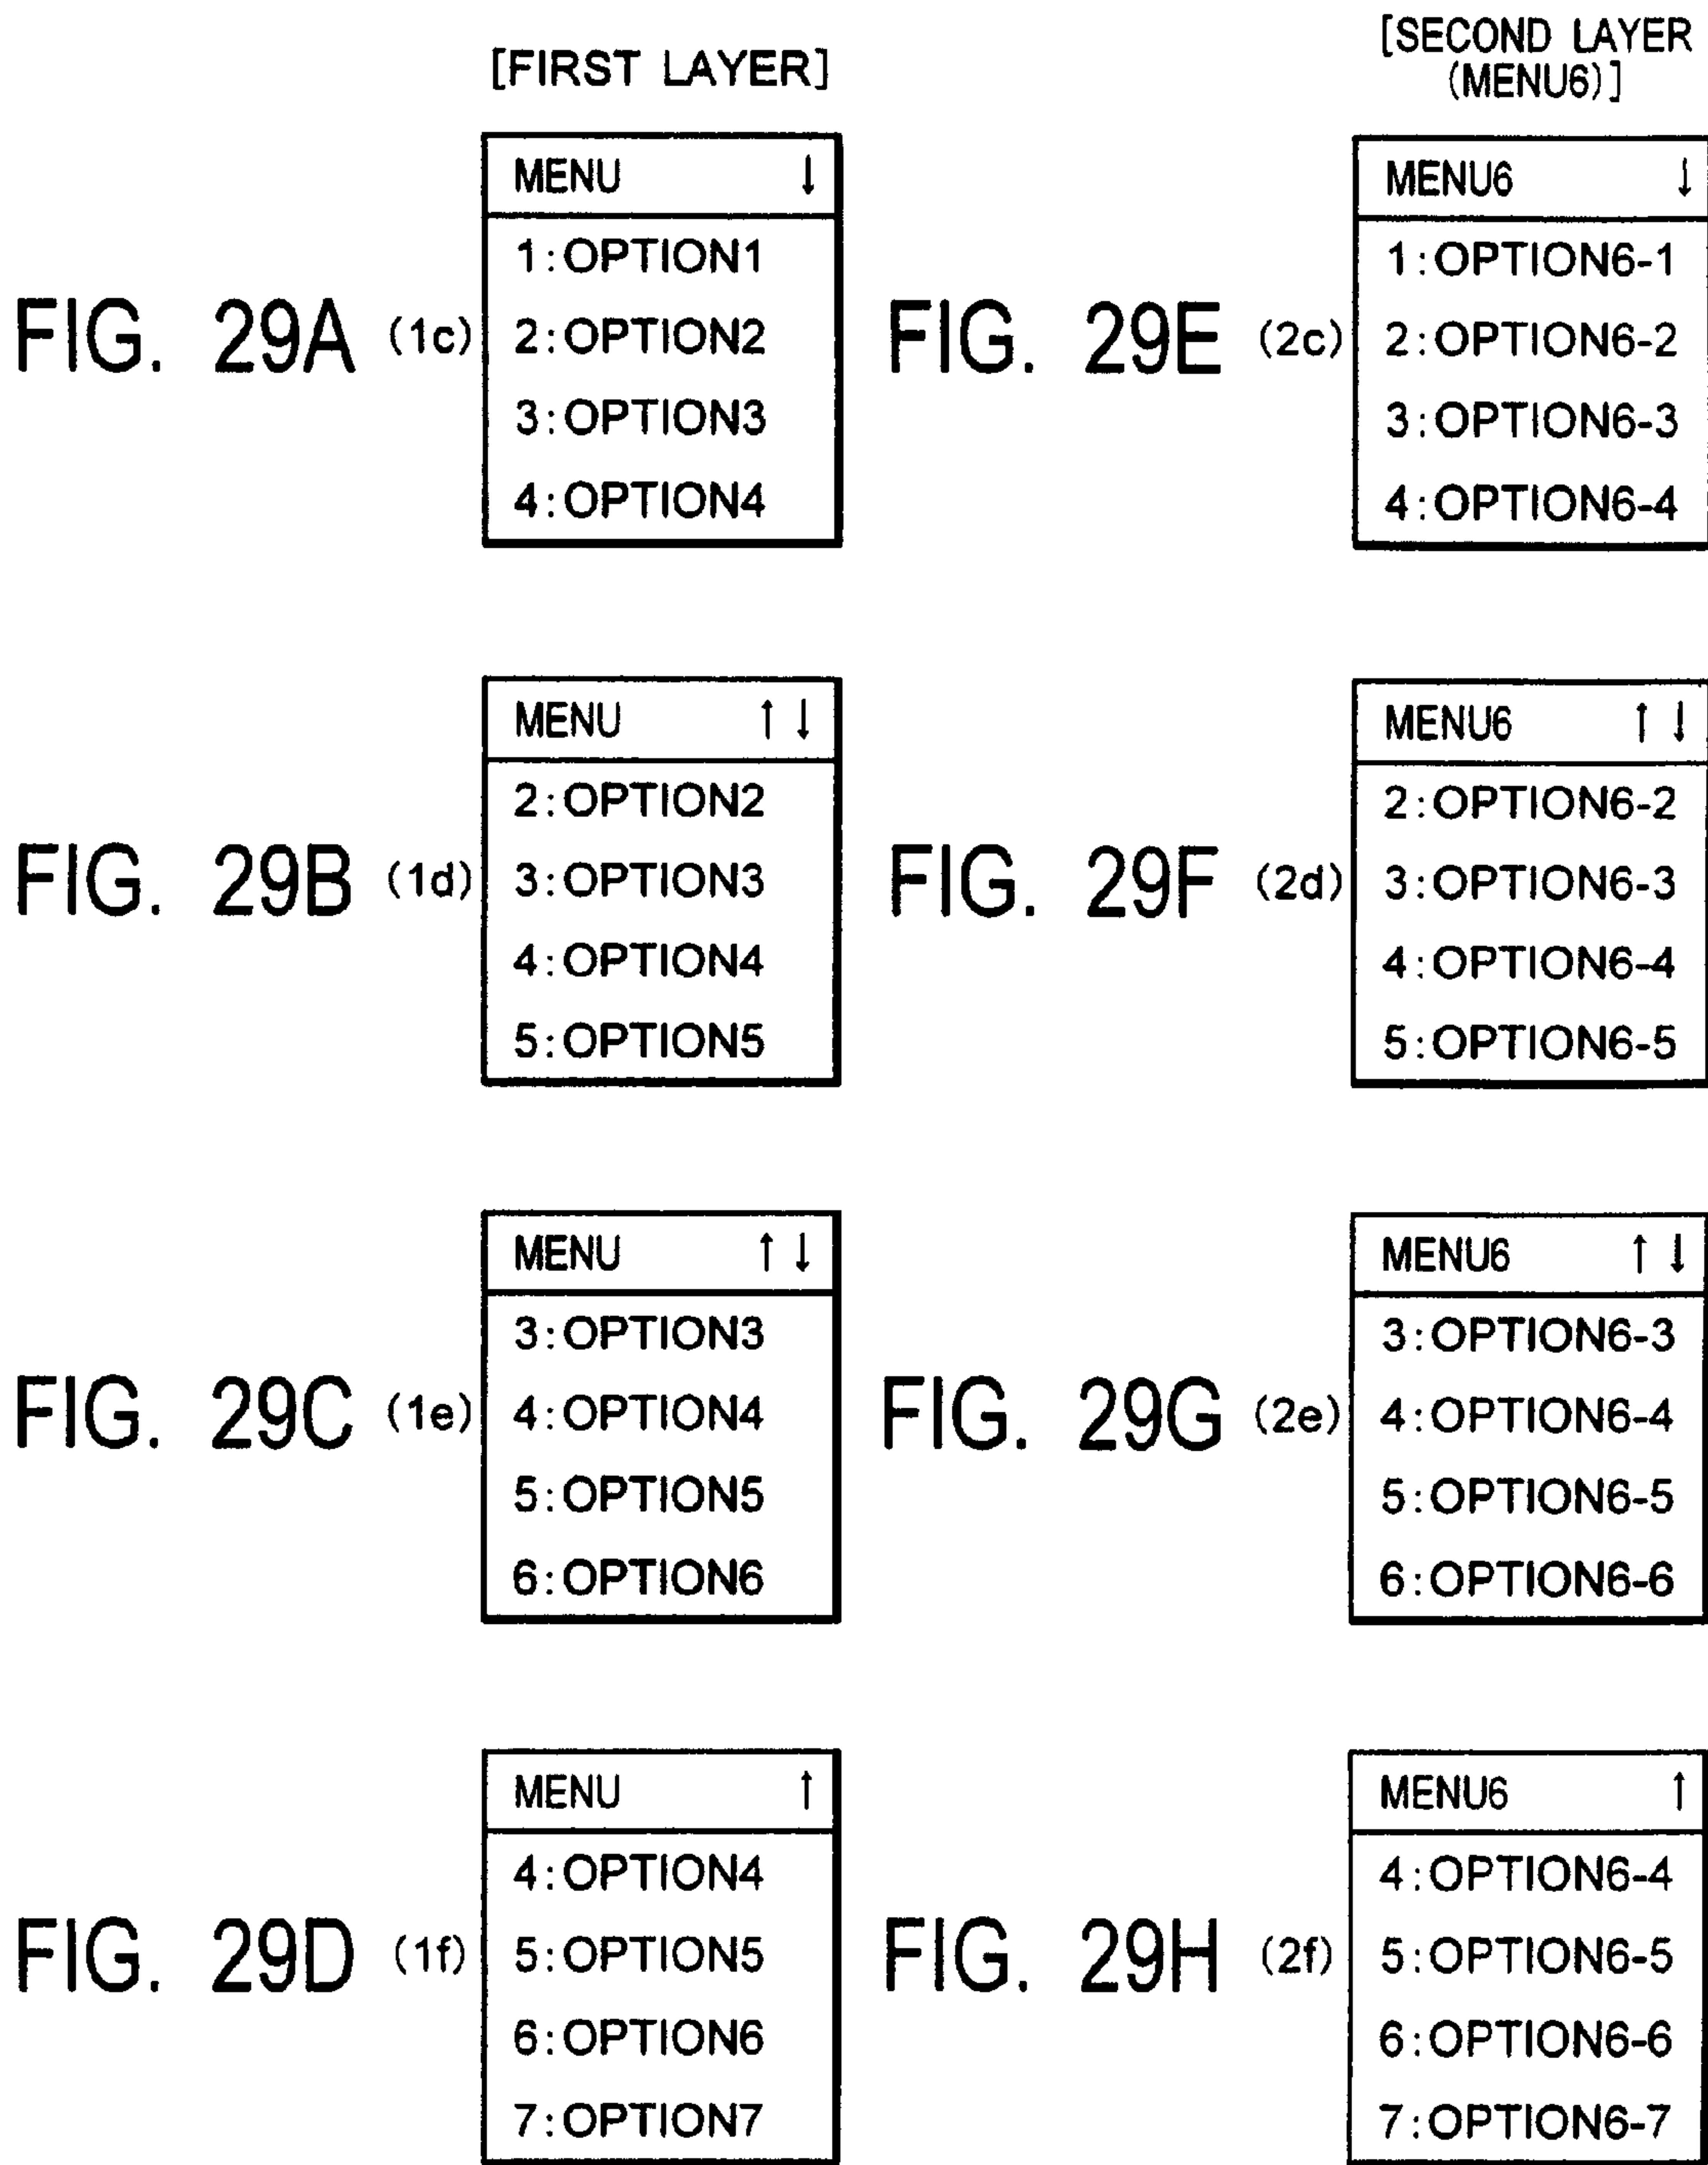 [FIRST LAYER]
FIG. 29A (1c)
MENU ↓
1:OPTION1
2:OPTION2
3:OPTION3
4:OPTION4
FIG. 29B (1d)
MENU ↑ ↓
2:OPTION2
3:OPTION3
4:OPTION4
5:OPTION5
FIG. 29C (1e)
MENU ↑ ↓
3:OPTION3
4:OPTION4
5:OPTION5
6:OPTION6
FIG. 29D (1f)
MENU ↑
4:OPTION4
5:OPTION5
6:OPTION6
7:OPTION7
[SECOND LAYER
(MENU6)]
FIG. 29E (2c)
MENU6 ↓
1:OPTION6-1
2:OPTION6-2
3:OPTION6-3
4:OPTION6-4
FIG. 29F (2d)
MENU6 ↑ ↓
2:OPTION6-2
3:OPTION6-3
4:OPTION6-4
5:OPTION6-5
FIG. 29G (2e)
MENU6 ↑ ↓
3:OPTION6-3
4:OPTION6-4
5:OPTION6-5
6:OPTION6-6
FIG. 29H (2f)
MENU6 ↑
4:OPTION6-4
5:OPTION6-5
6:OPTION6-6
7:OPTION6-7